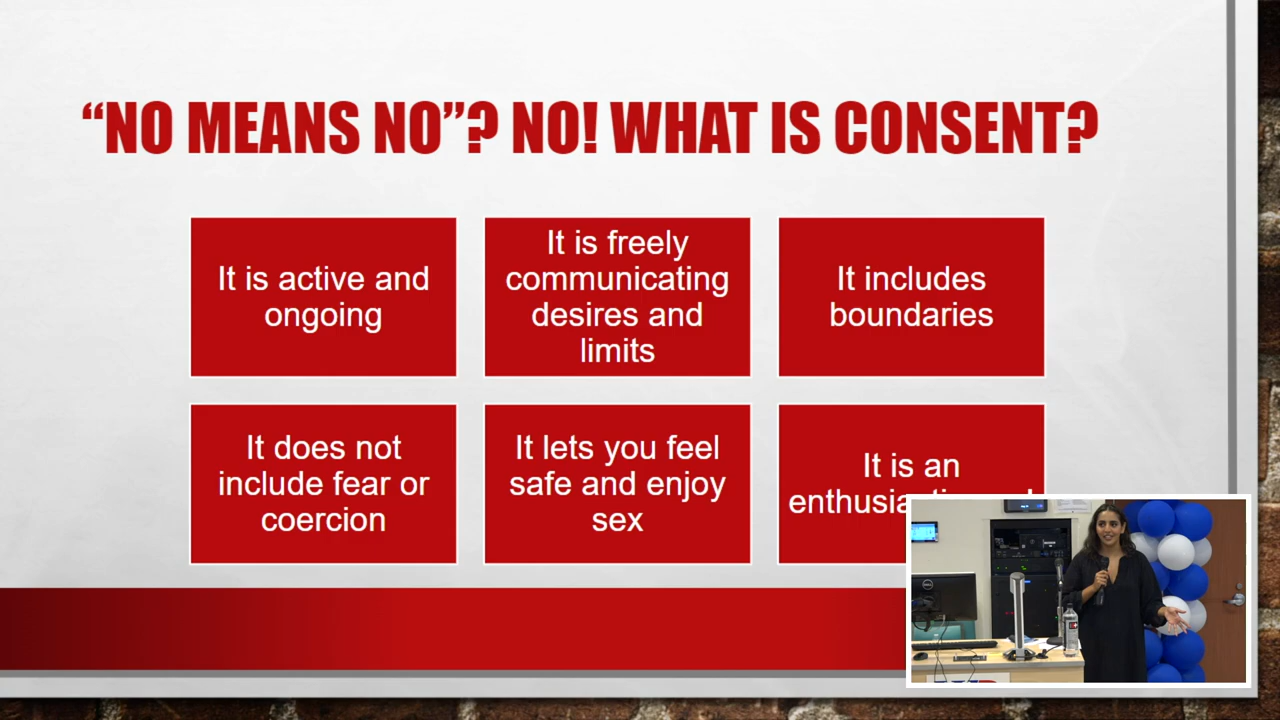 “NO MEANS NO”? NO! WHAT IS CONSENT?
It is active and
ongoing
It is freely
communicating
desires and
limits
It includes
boundaries
It does not
include fear or
coercion
It lets you feel
safe and enjoy
sex
It is an